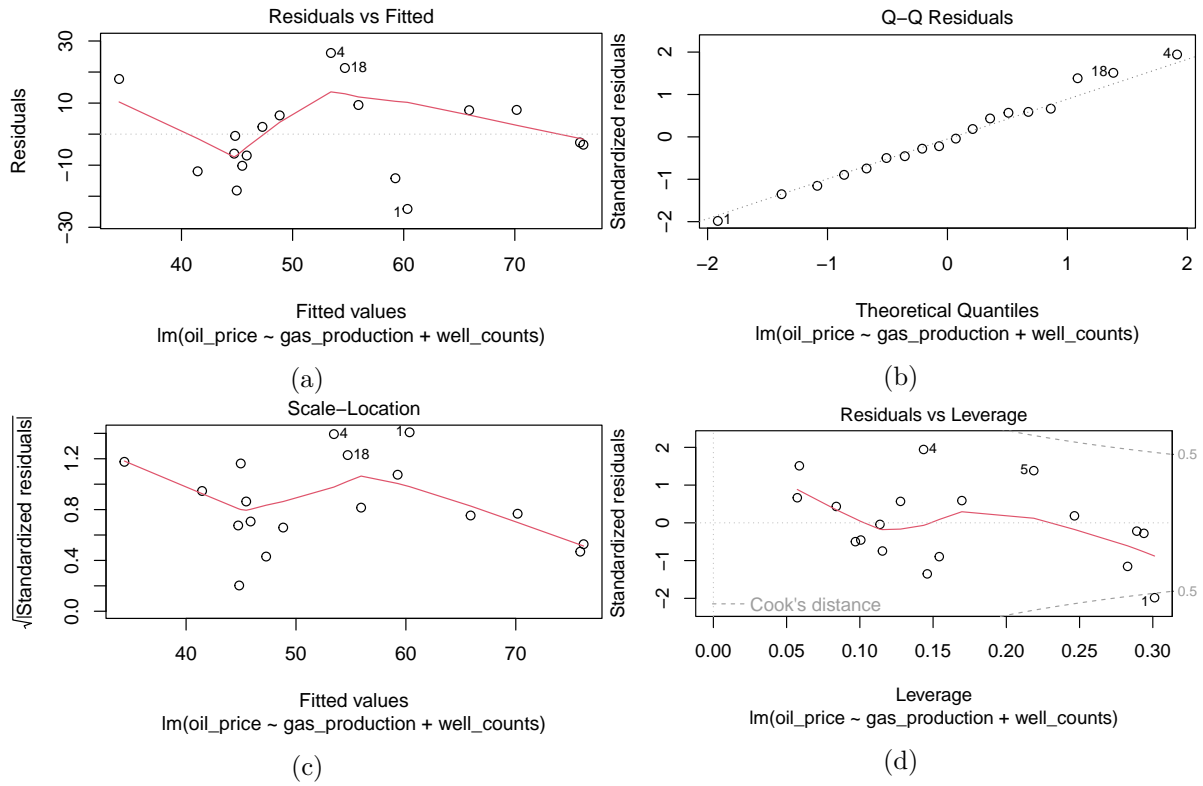 Residuals vs Fitted
Residuals
30
10
−10
−30
4
18
1
40 50 60 70
Fitted values
lm(oil_price ~ gas_production + well_counts)
(a)
Q−Q Residuals
Standardized residuals
2
1
0
−1
−2
4
18
1
−2 −1 0 1 2
Theoretical Quantiles
lm(oil_price ~ gas_production + well_counts)
(b)
Scale−Location
√|Standardized residuals|
1.2
0.8
0.4
0.0
4
1
18
40 50 60 70
Fitted values
lm(oil_price ~ gas_production + well_counts)
(c)
Residuals vs Leverage
Standardized residuals
2
1
0
−1
−2
4
5
1
0.5
0.5
Cook's distance
0.00 0.05 0.10 0.15 0.20 0.25 0.30
Leverage
lm(oil_price ~ gas_production + well_counts)
(d)